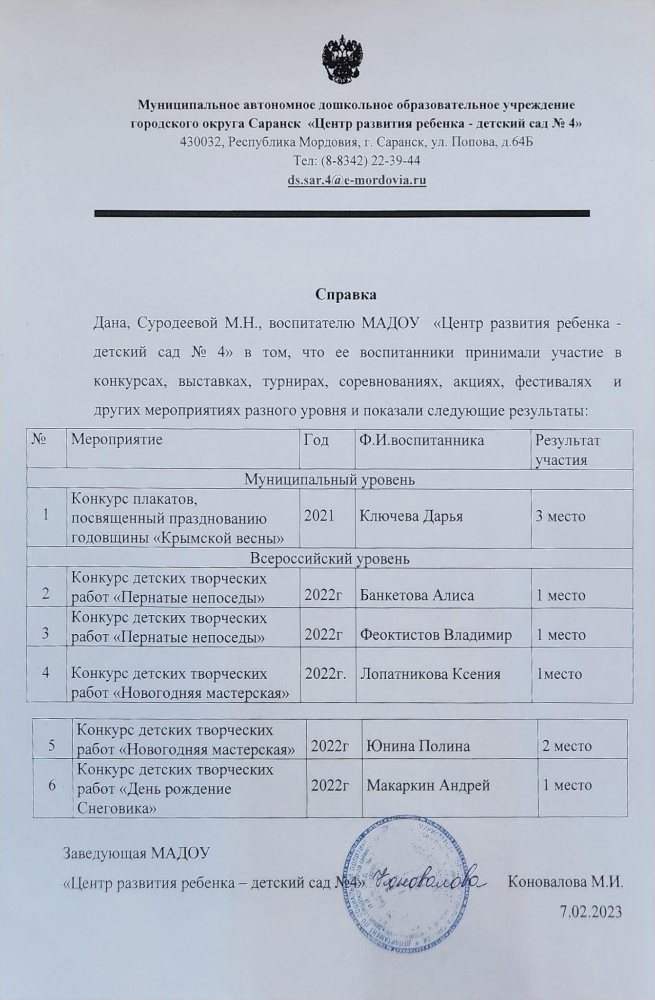 Муниципальное автономное дошкольное образовательное учреждение
городского округа Саранск «Центр развития ребенка - детский сад № 4»
430032, Республика Мордовия, г. Саранск, ул. Попова, д.64Б
Тел: (8-8342) 22-39-44
ds.sar.4@e-mordovia.ru
Справка
Дана, Суродеевой М.Н., воспитателю МАДОУ «Центр развития ребенка -
детский сад № 4» в том, что ее воспитанники принимали участие в
конкурсах, выставках, турнирах, соревнованиях, акциях, фестивалях и
других мероприятиях разного уровня и показали следующие результаты:
№ Мероприятие Год Ф.И.воспитанника Результат
участия
Муниципальный уровень
Конкурс плакатов,
1 посвященный празднованию 2021 Ключева Дарья 3 место
годовщины «Крымской весны»
Всероссийский уровень
Конкурс детских творческих
2 работ «Пернатые непоседы» 2022г Банкетова Алиса 1 место
Конкурс детских творческих
3 работ «Пернатые непоседы» 2022г Феоктистов Владимир 1 место
4 Конкурс детских творческих 2022г. Лопатникова Ксения 1место
работ «Новогодняя мастерская»
Конкурс детских творческих
5 работ «Новогодняя мастерская» 2022г Юнина Полина 2 место
Конкурс детских творческих
6 работ «День рождение 2022г Макаркин Андрей 1 место
Снеговика»
Заведующая МАДОУ
«Центр развития ребенка – детский сад №4» Коновалова Коновалова М.И.
7.02.2023
ДЕПАРТАМЕНТ ПО СОЦИАЛЬНОЙ ПОЛИТИКЕ